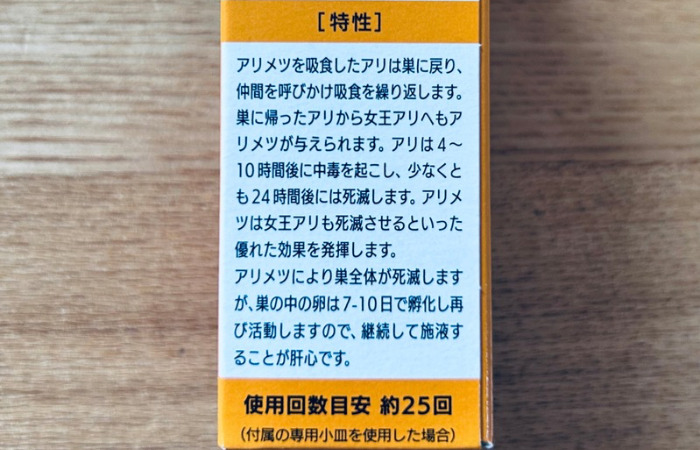 ［特性］
アリメツを吸食したアリは巣に戻り、
仲間を呼びかけ吸食を繰り返します。
巣に帰ったアリから女王アリへもア
リメツが与えられます。アリは4〜
10時間後に中毒を起こし、少なくと
も24時間後には死滅します。アリメ
ツは女王アリも死滅させるといった
優れた効果を発揮します。
アリメツにより巣全体が死滅します
が、巣の中の卵は7-10日で孵化し再
び活動しますので、継続して施液す
ることが肝心です。
使用回数目安 約25回
（付属の専用小皿を使用した場合）